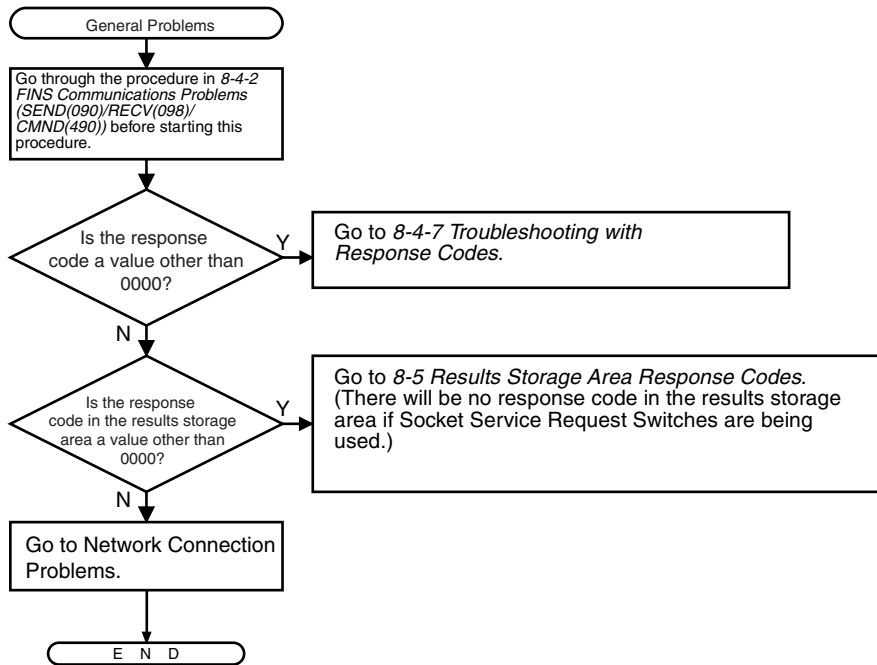 General Problems
Go through the procedure in 8-4-2
FINS Communications Problems
(SEND(090)/RECV(098)/
CMND(490)) before starting this
procedure.
Is the response
code a value other than
0000?
Y
Go to 8-4-7 Troubleshooting with
Response Codes.
N
Is the response
code in the results storage
area a value other than
0000?
Y
Go to 8-5 Results Storage Area Response Codes.
(There will be no response code in the results storage
area if Socket Service Request Switches are being
used.)
N
Go to Network Connection
Problems.
E N D